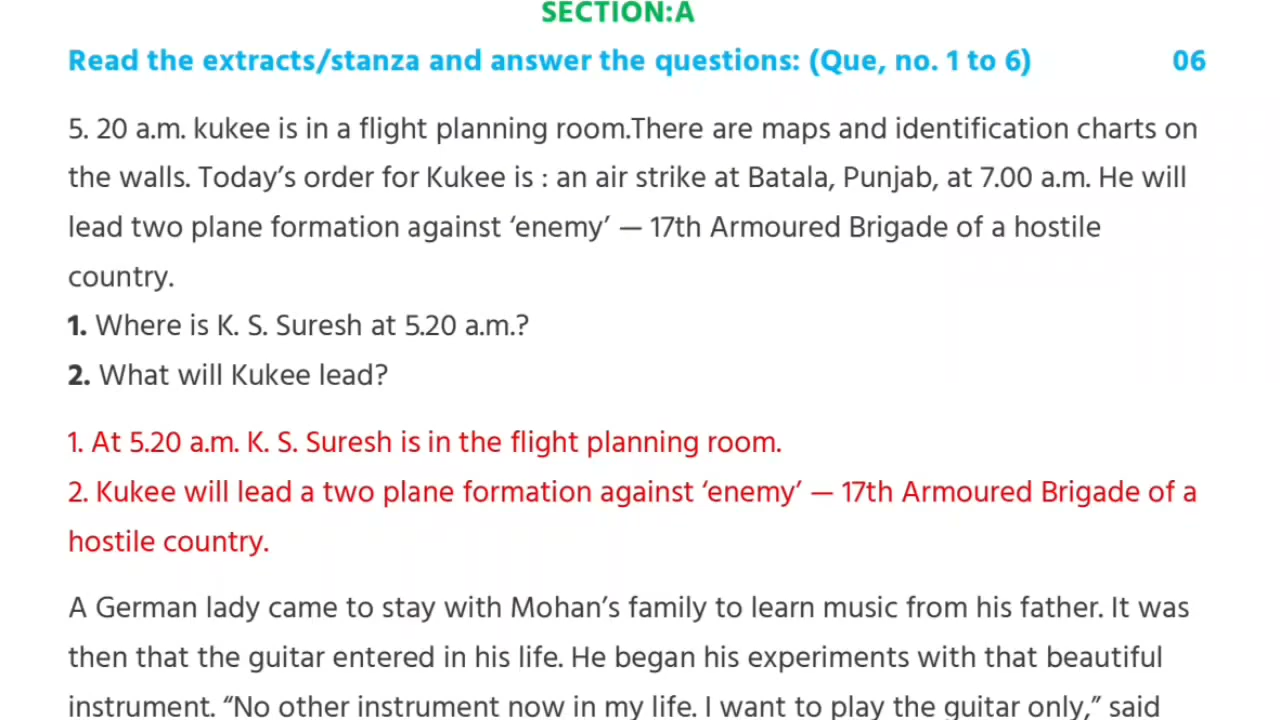 SECTION:A
Read the extracts/stanza and answer the questions: (Que, no. 1 to 6) 06
5. 20 a.m. kukee is in a flight planning room.There are maps and identification charts on
the walls. Today’s order for Kukee is : an air strike at Batala, Punjab, at 7.00 a.m. He will
lead two plane formation against ‘enemy’ — 17th Armoured Brigade of a hostile
country.
1. Where is K. S. Suresh at 5.20 a.m.?
2. What will Kukee lead?
1. At 5.20 a.m. K. S. Suresh is in the flight planning room.
2. Kukee will lead a two plane formation against ‘enemy’ — 17th Armoured Brigade of a
hostile country.
A German lady came to stay with Mohan’s family to learn music from his father. It was
then that the guitar entered in his life. He began his experiments with that beautiful
instrument. “No other instrument now in my life. I want to play the guitar only,” said